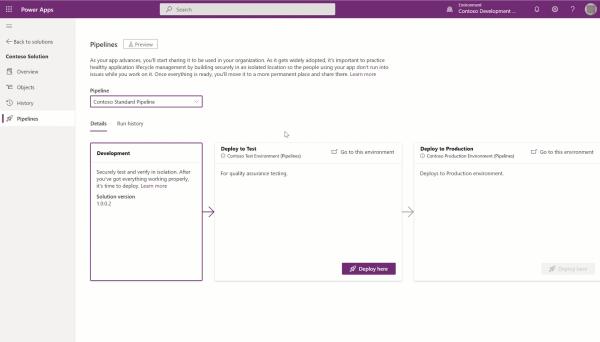 Power Apps
Search
Environment
Contoso Development ...
?
Back to solutions
Contoso Solution
Overview
Objects
History
Pipelines
Pipelines
Preview
As your app advances, you'll start sharing it to be used in your organization. As it gets widely adopted, it's important to practice
healthy application lifecycle management by building securely in an isolated location so the people using your app don't run into
issues while you work on it. Once everything is ready, you'll move it to a more permanent place and share there. Learn more
Pipeline
Contoso Standard Pipeline
Details
Run history
Development
Securely test and verify in isolation. After
you've got everything working properly,
it's time to deploy. Learn more
Solution version
1.0.0.2
Deploy to Test
Contoso Test Environment (Pipelines)
Go to this environment
For quality assurance testing.
Deploy here
Deploy to Production
Contoso Production Environment (Pipelines)
Go to this environment
Deploys to Production environment.
Deploy here